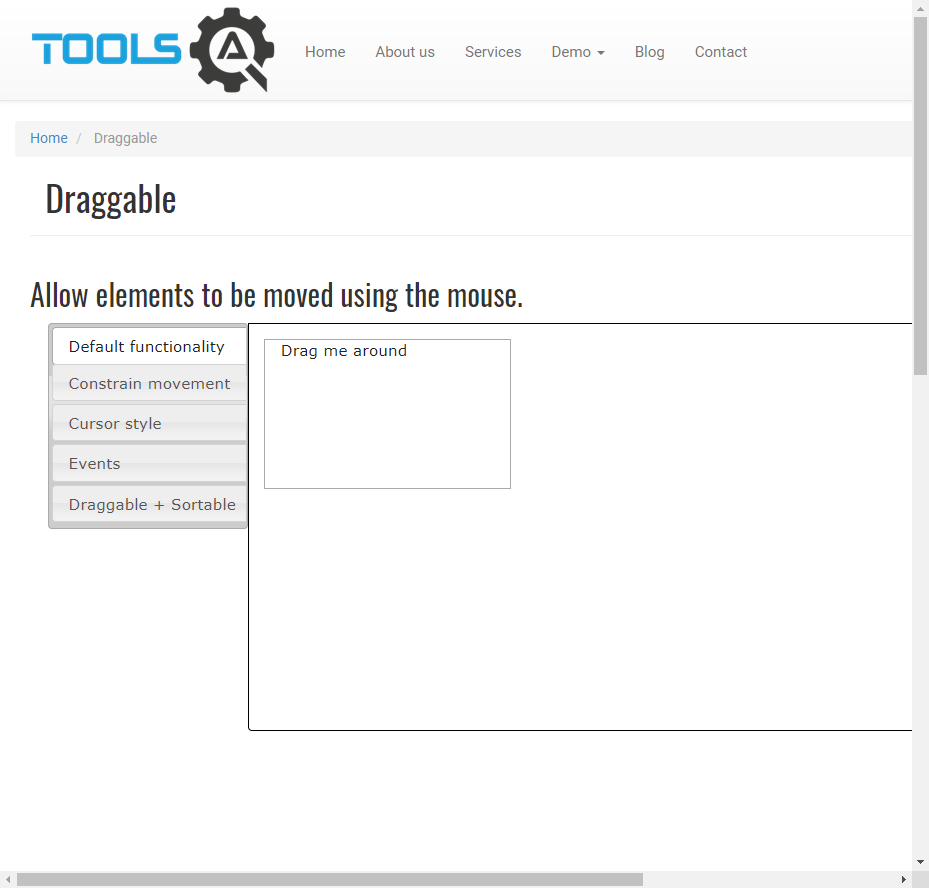 TOOLS QA
Home About us Services Demo Blog Contact
Home / Draggable
Draggable
Allow elements to be moved using the mouse.
Default functionality
Constrain movement
Cursor style
Events
Draggable + Sortable
Drag me around